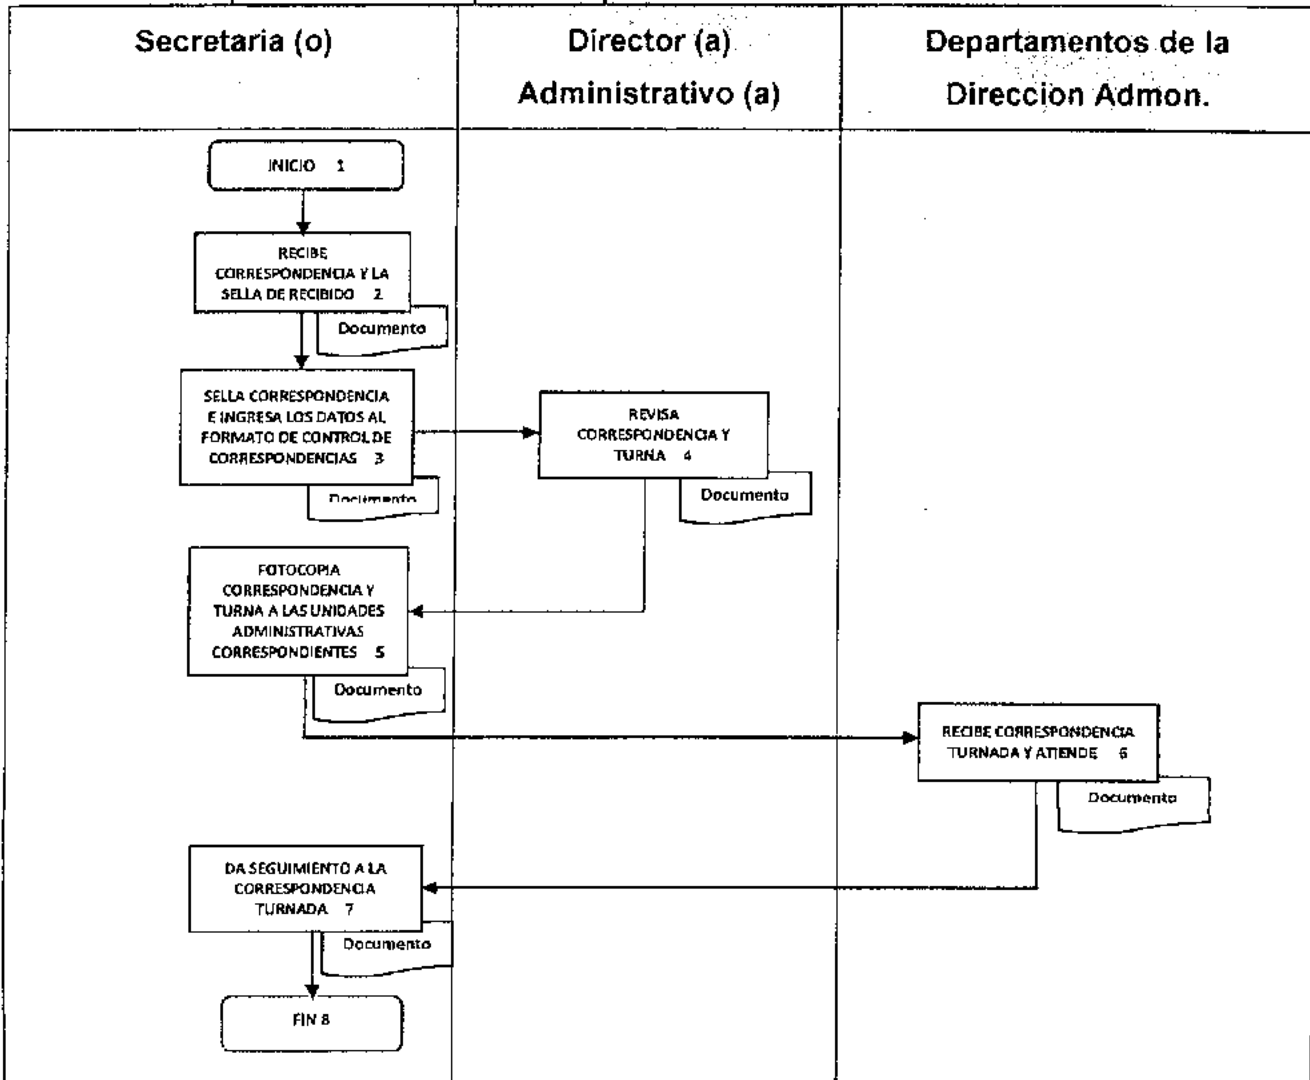 Secretaria (o)
Director (a)
Administrativo (a)
Departamentos de la
Direccion Admon.
INICIO 1
RECIBE
CORRESPONDENCIA Y LA
SELLA DE RECIBIDO 2
Documento
SELLA CORRESPONDENCIA
E INGRESA LOS DATOS AL
FORMATO DE CONTROL DE
CORRESPONDENCIAS 3
Documento
REVISA
CORRESPONDENCIA Y
TURNA 4
Documento
FOTOCOPIA
CORRESPONDENCIA Y
TURNA A LAS UNIDADES
ADMINISTRATIVAS
CORRESPONDIENTES 5
Documento
RECIBE CORRESPONDENCIA
TURNADA Y ATIENDE 6
Documento
DA SEGUIMIENTO A LA
CORRESPONDENCIA
TURNADA 7
Documento
FIN 8